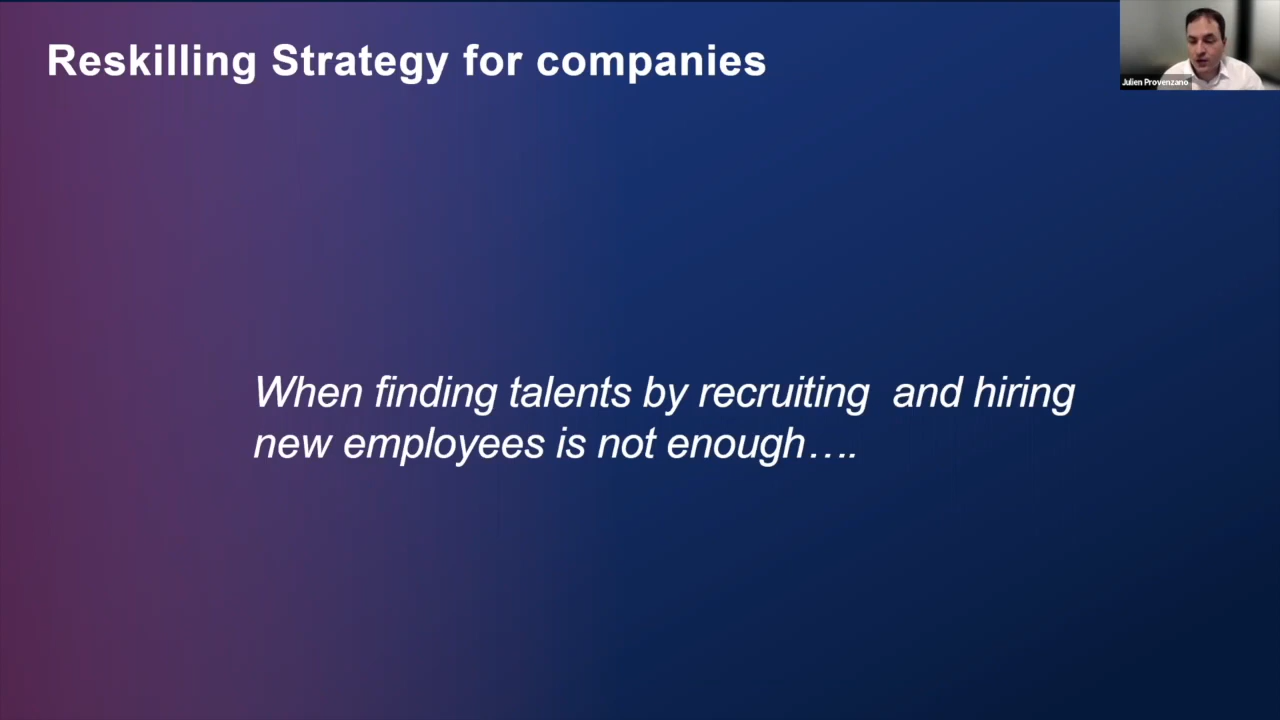 Reskilling Strategy for companies
Julien Provenzano
When finding talents by recruiting  and hiring
new employees is not enough….